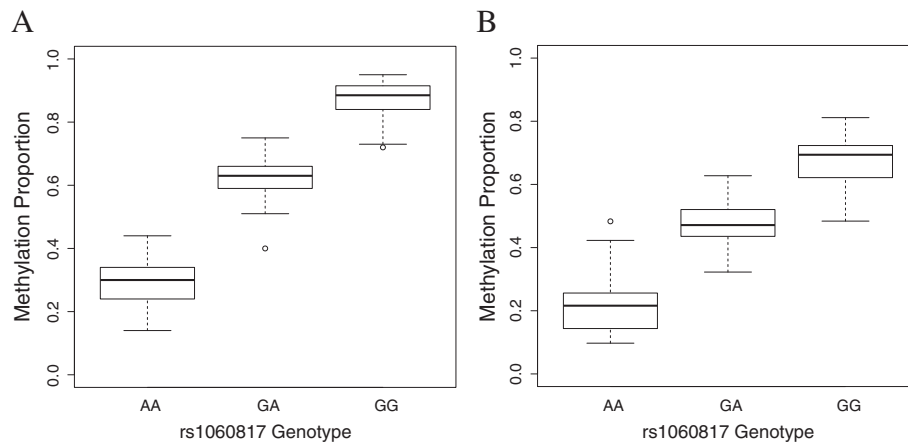 A
Methylation Proportion
1.0
0.8
0.6
0.4
0.2
0.0
AA
GA
GG
rs1060817 Genotype
B
Methylation Proportion
1.0
0.8
0.6
0.4
0.2
0.0
AA
GA
GG
rs1060817 Genotype